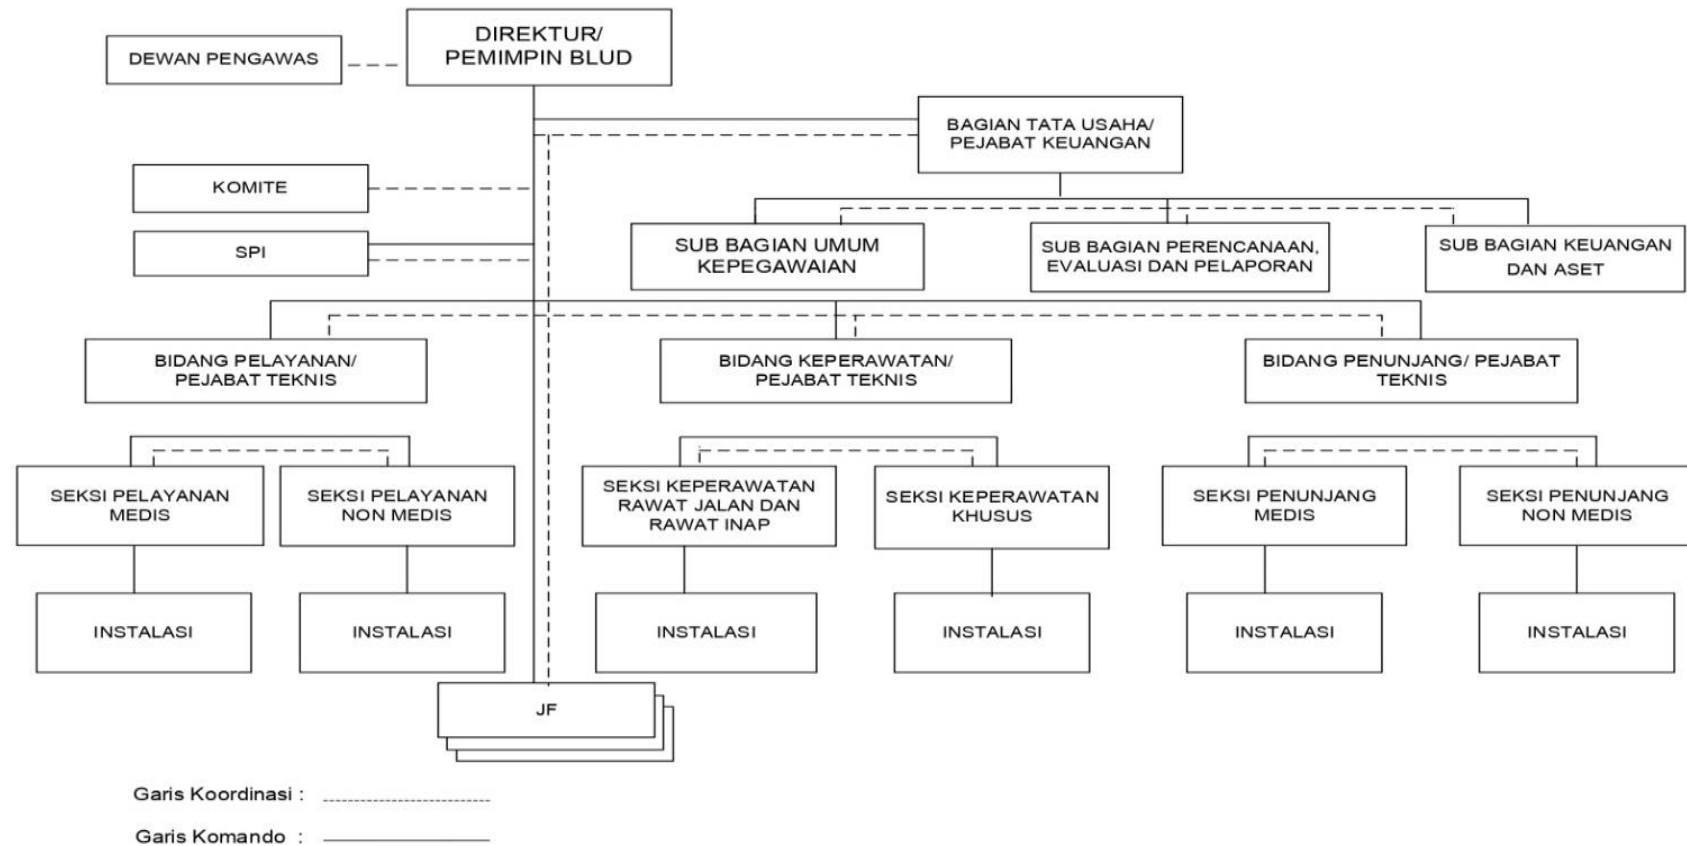 DIREKTUR/
PEMIMPIN BLUD
DEWAN PENGAWAS
BAGIAN TATA USAHA/
PEJABAT KEUANGAN
KOMITE
SPI
SUB BAGIAN UMUM
KEPEGAWAIAN
SUB BAGIAN PERENCANAAN,
EVALUASI DAN PELAPORAN
SUB BAGIAN KEUANGAN
DAN ASET
BIDANG PELAYANAN/
PEJABAT TEKNIS
BIDANG KEPERAWATAN/
PEJABAT TEKNIS
BIDANG PENUNJANG/ PEJABAT
TEKNIS
SEKSI PELAYANAN
MEDIS
SEKSI PELAYANAN
NON MEDIS
SEKSI KEPERAWATAN
RAWAT JALAN DAN
RAWAT INAP
SEKSI KEPERAWATAN
KHUSUS
SEKSI PENUNJANG
MEDIS
SEKSI PENUNJANG
NON MEDIS
INSTALASI
INSTALASI
INSTALASI
INSTALASI
INSTALASI
INSTALASI
JF
Garis Koordinasi :
Garis Komando :